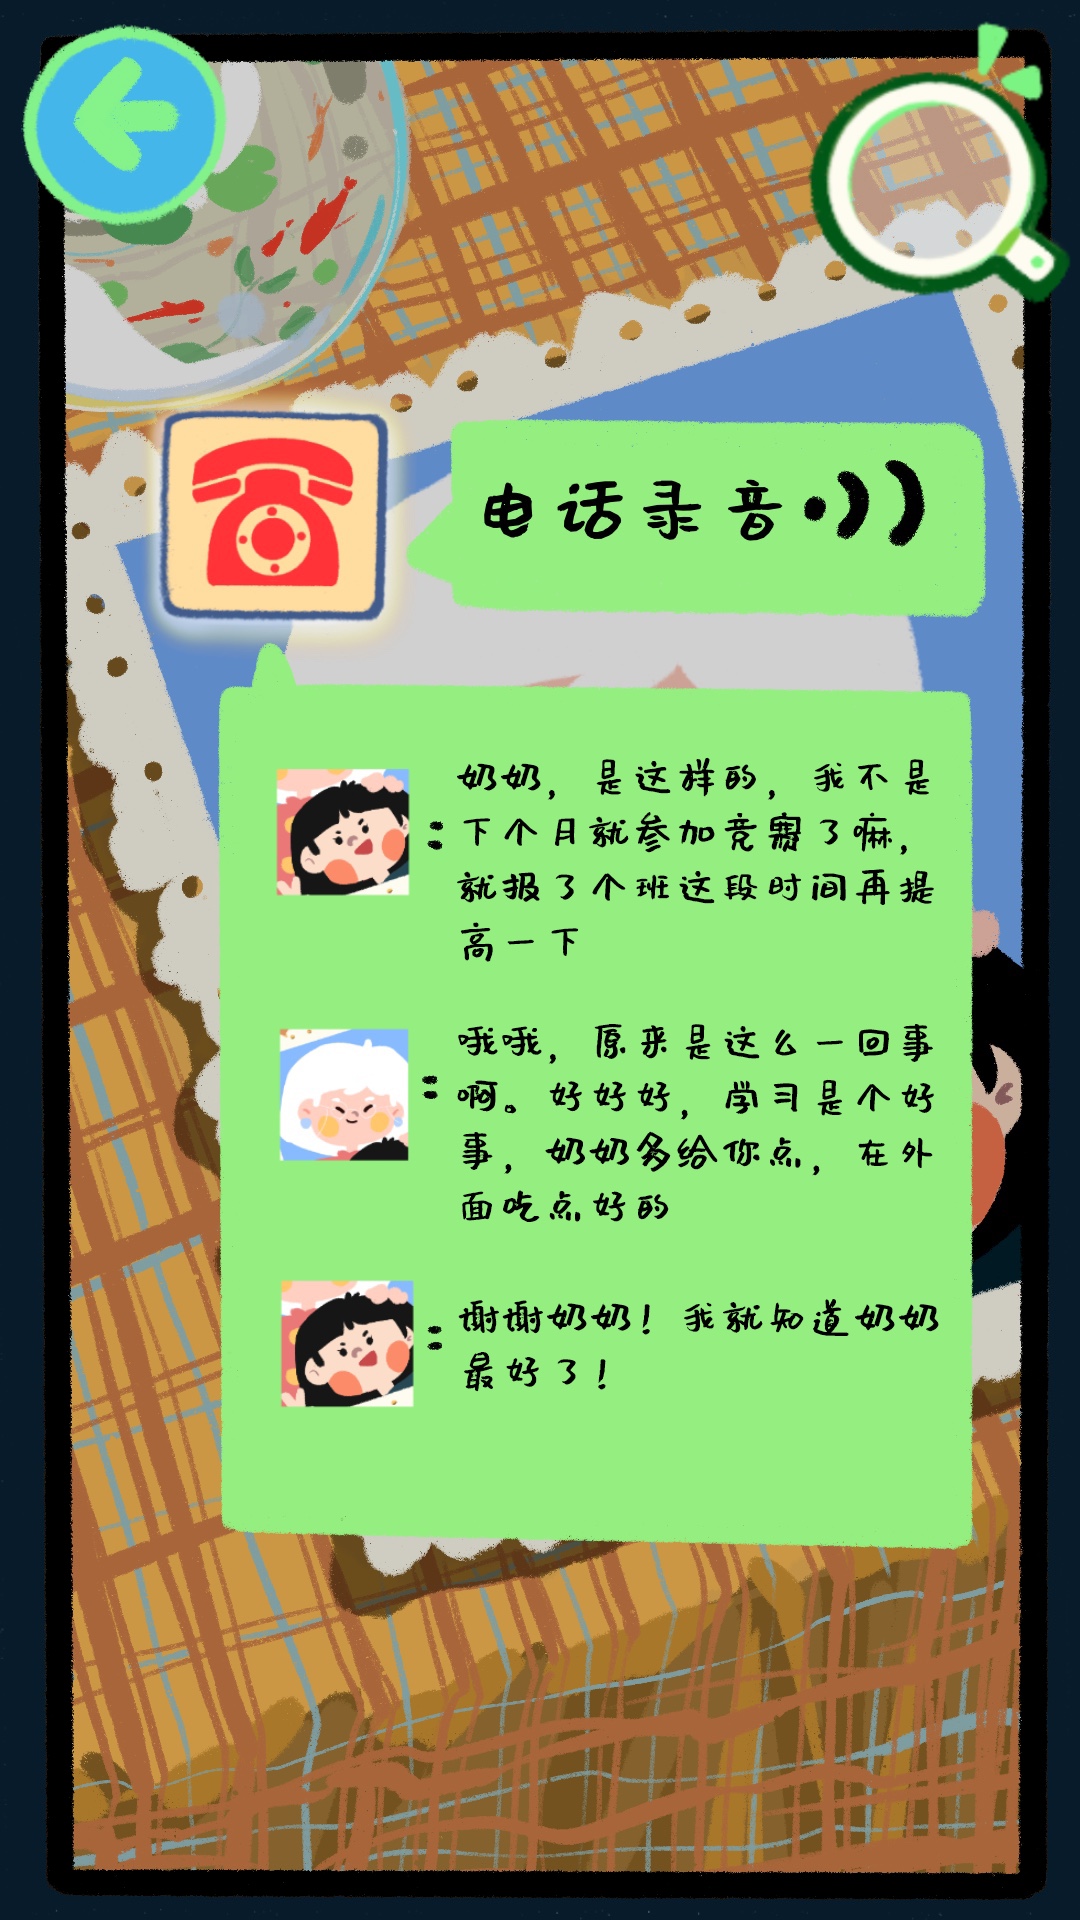 电话录音
奶奶，是这样的，我不是
下个月就参加竞赛了嘛，
就报了个班这段时间再提
高一下
哦哦，原来是这么一回事
啊。好好好，学习是个好
事，奶奶多给你点，在外
面吃点好的
谢谢奶奶！我就知道奶奶
最好了！